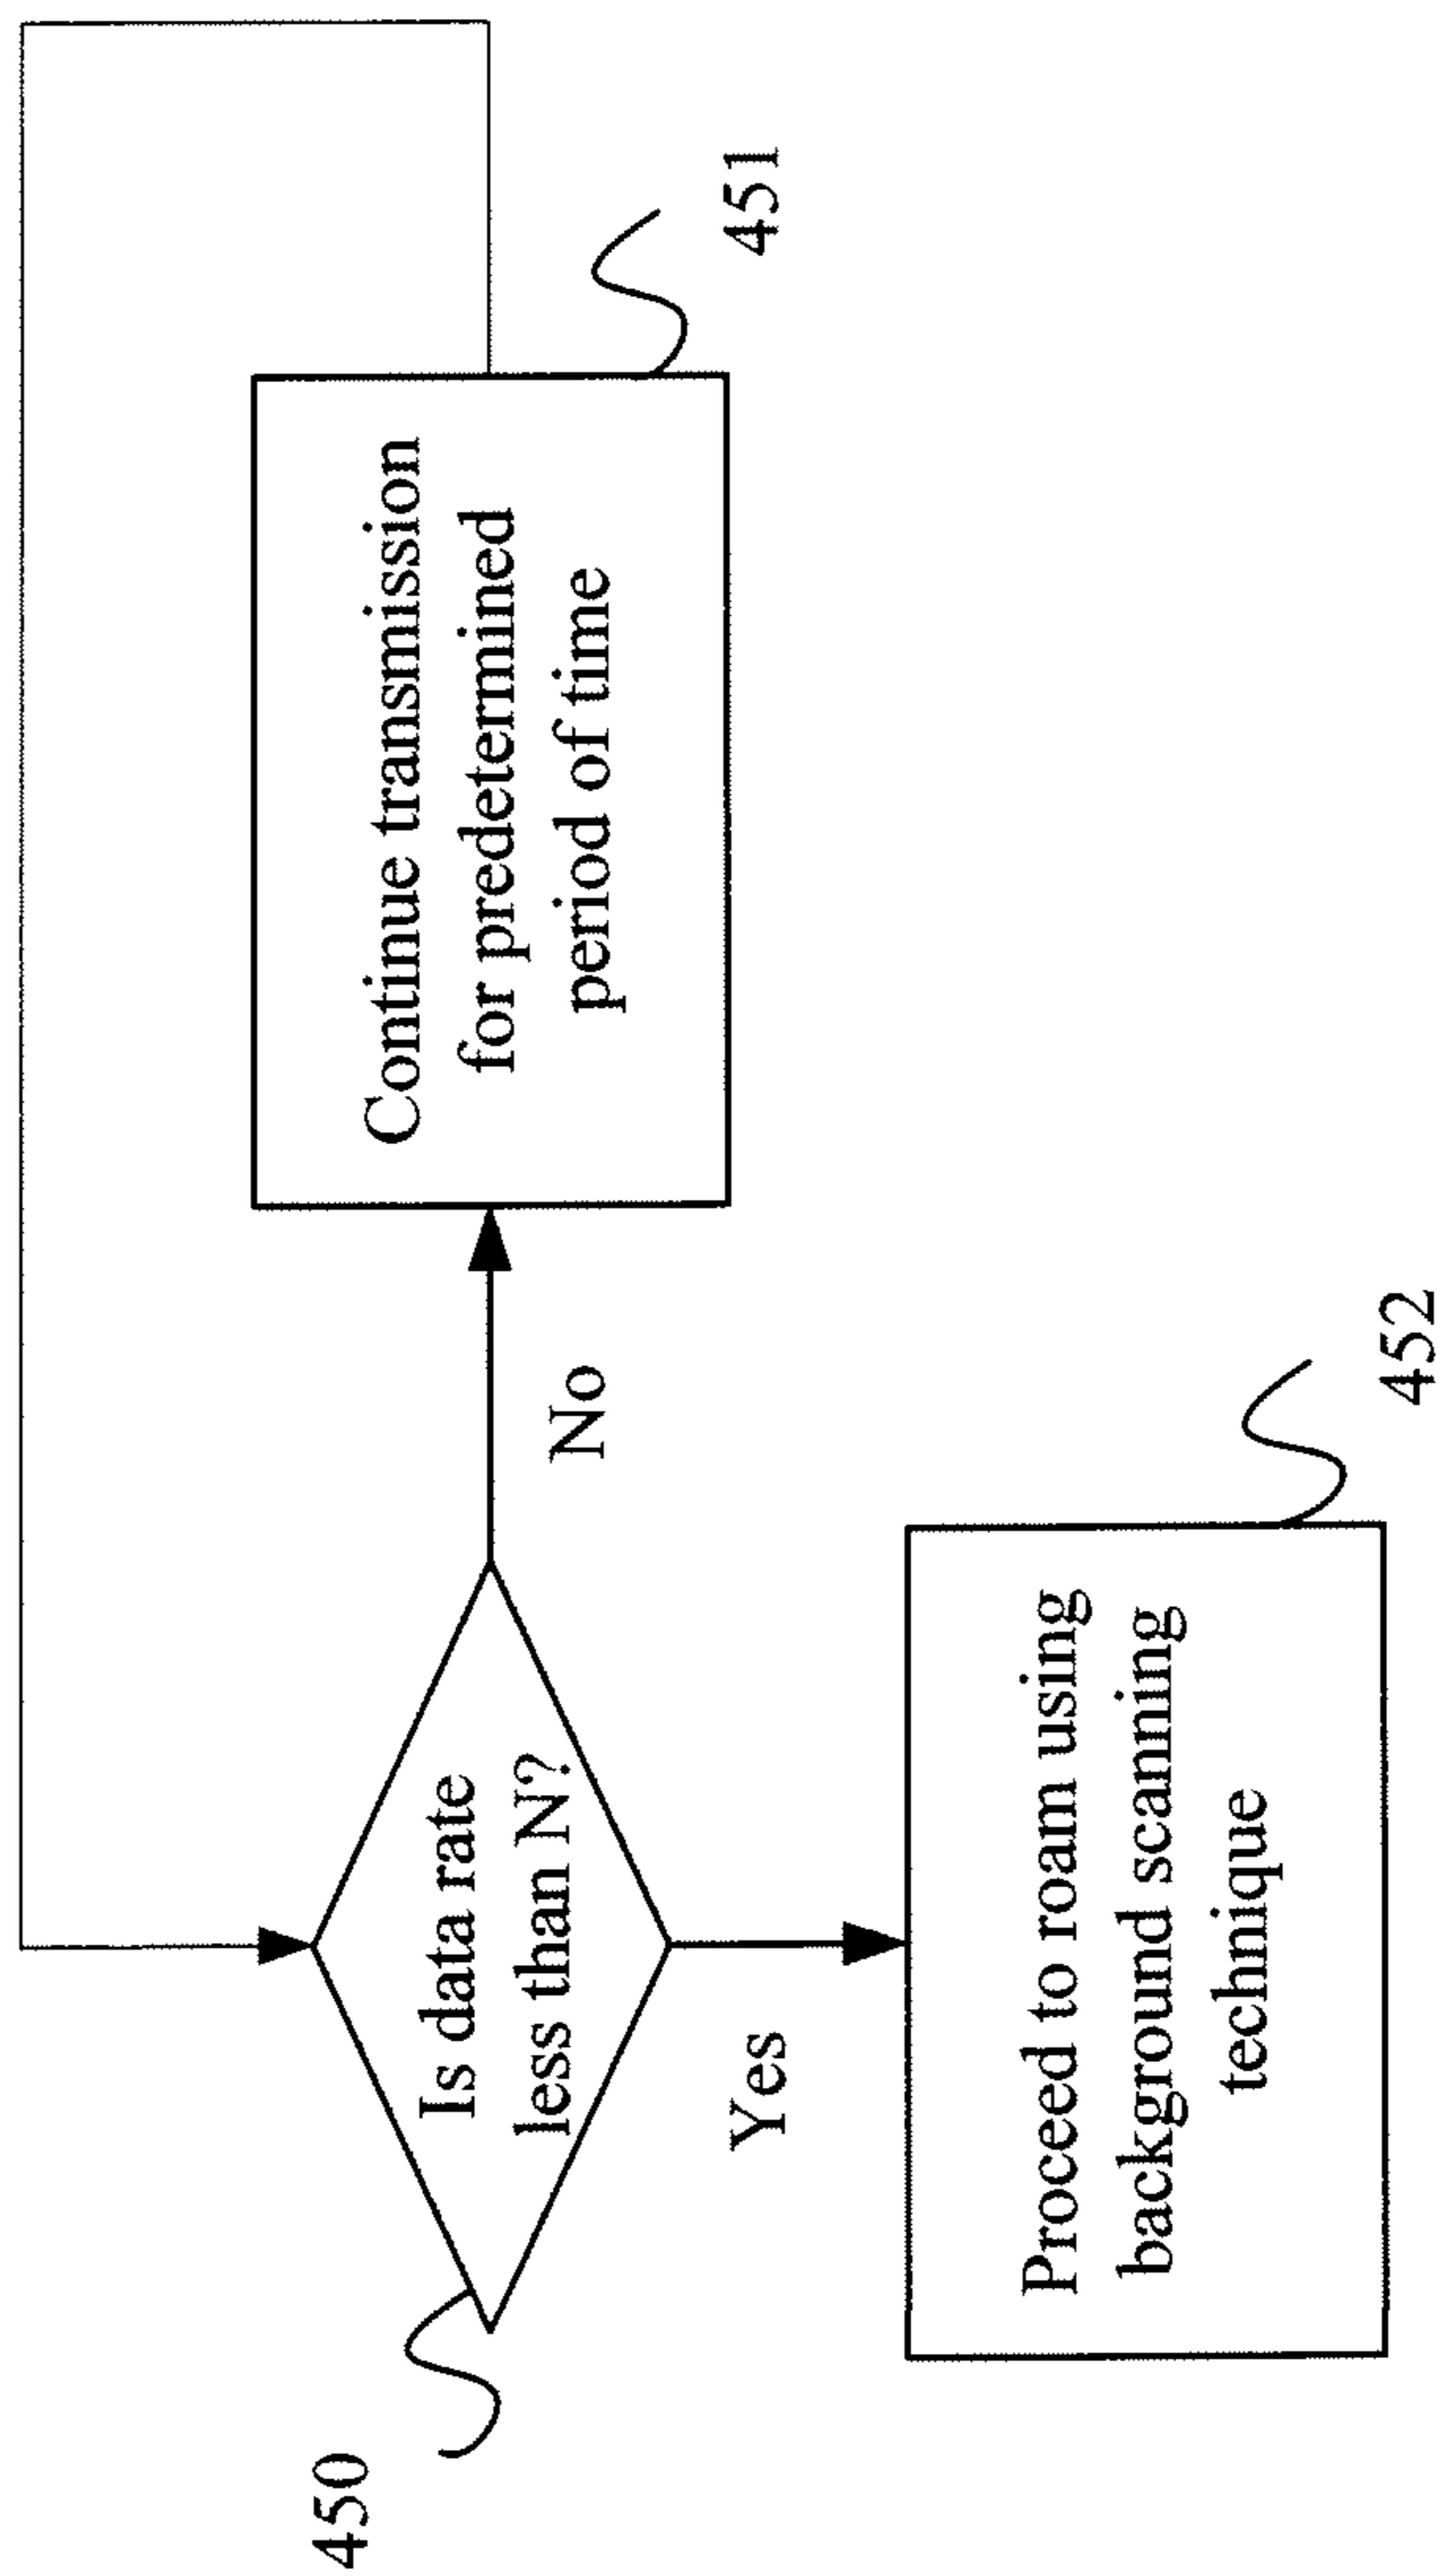 450
Is data rate
less than N?
No
Continue transmission
for predetermined
period of time
451
Yes
Proceed to roam using
background scanning
technique
452